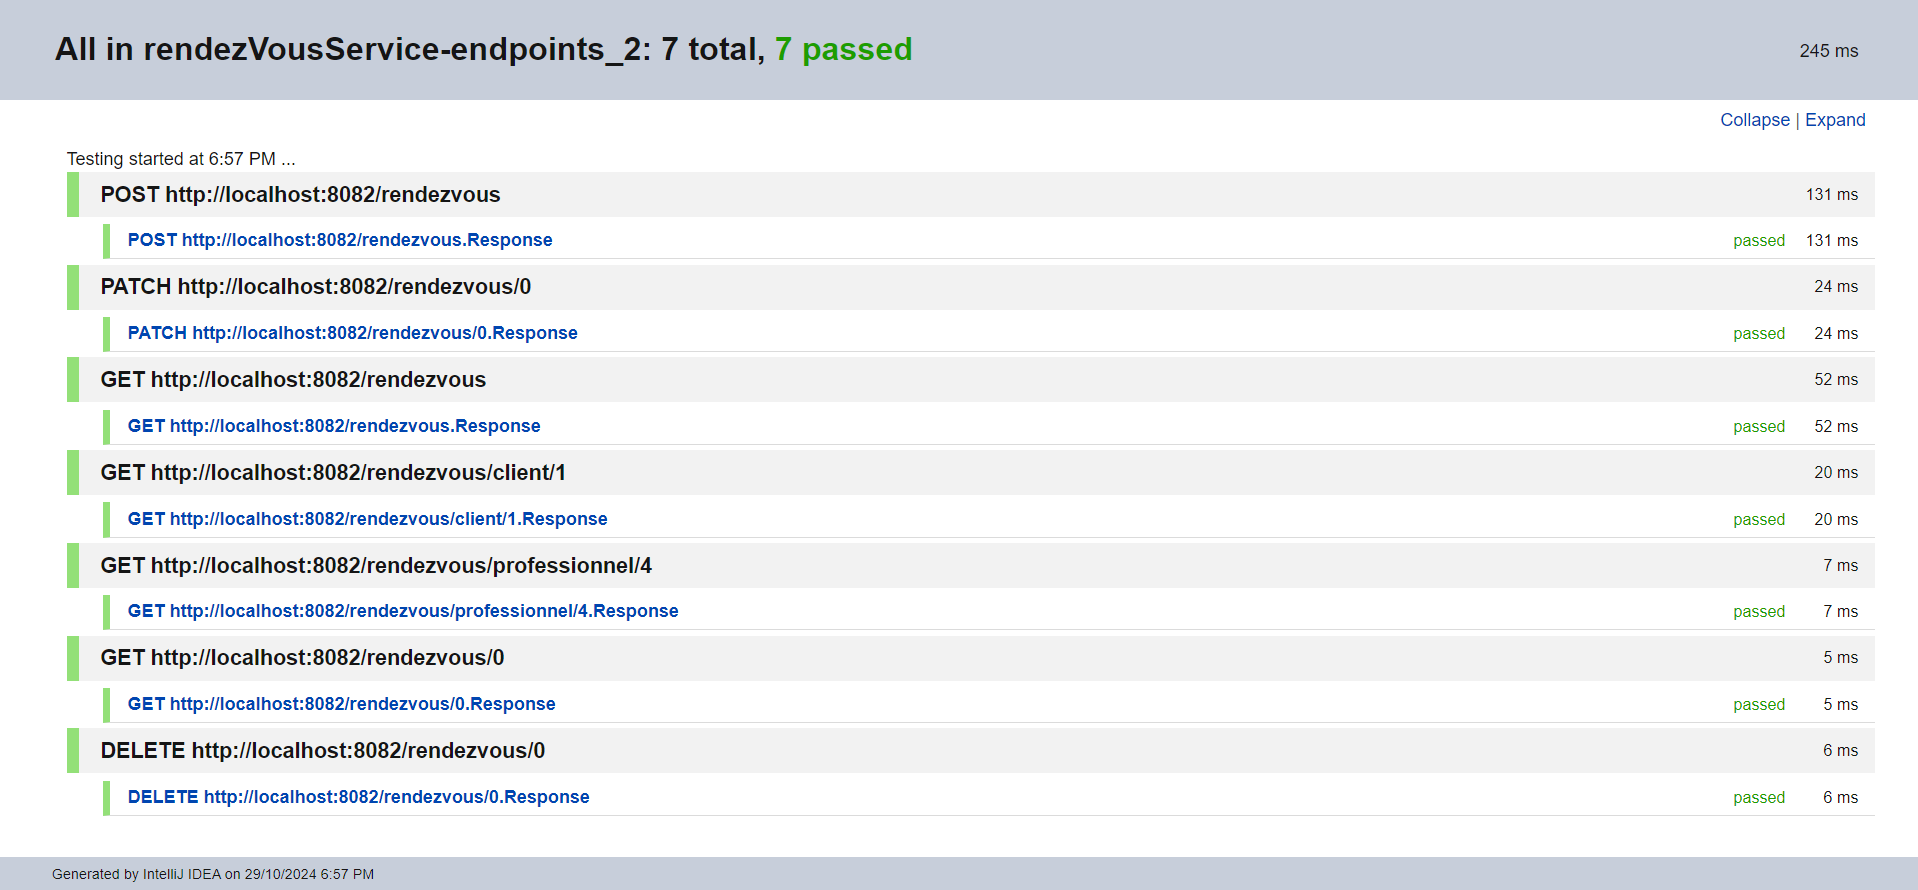 All in rendezVousService-endpoints_2: 7 total, 7 passed 245 ms
Collapse | Expand
Testing started at 6:57 PM ...
POST http://localhost:8082/rendezvous 131 ms
POST http://localhost:8082/rendezvous.Response passed 131 ms
PATCH http://localhost:8082/rendezvous/0 24 ms
PATCH http://localhost:8082/rendezvous/0.Response passed 24 ms
GET http://localhost:8082/rendezvous 52 ms
GET http://localhost:8082/rendezvous.Response passed 52 ms
GET http://localhost:8082/rendezvous/client/1 20 ms
GET http://localhost:8082/rendezvous/client/1.Response passed 20 ms
GET http://localhost:8082/rendezvous/professionnel/4 7 ms
GET http://localhost:8082/rendezvous/professionnel/4.Response passed 7 ms
GET http://localhost:8082/rendezvous/0 5 ms
GET http://localhost:8082/rendezvous/0.Response passed 5 ms
DELETE http://localhost:8082/rendezvous/0 6 ms
DELETE http://localhost:8082/rendezvous/0.Response passed 6 ms
Generated by IntelliJ IDEA on 29/10/2024 6:57 PM